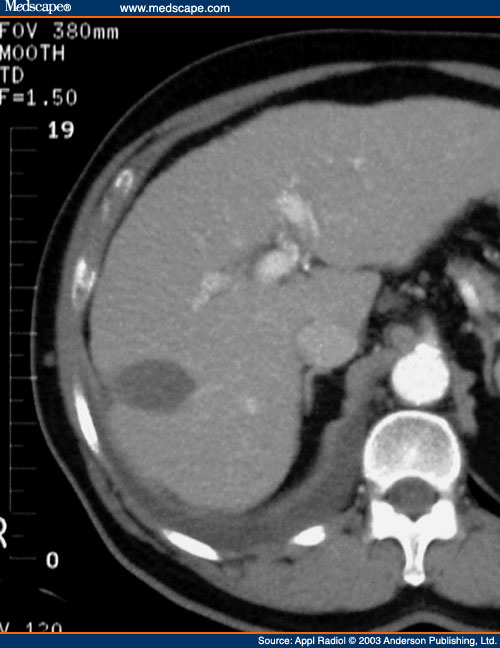 Medscape® www.medscape.com
FOV 380mm
MOOTH
TD
F=1.50
19
R
0
Source: Appl Radiol © 2003 Anderson Publishing, Ltd.